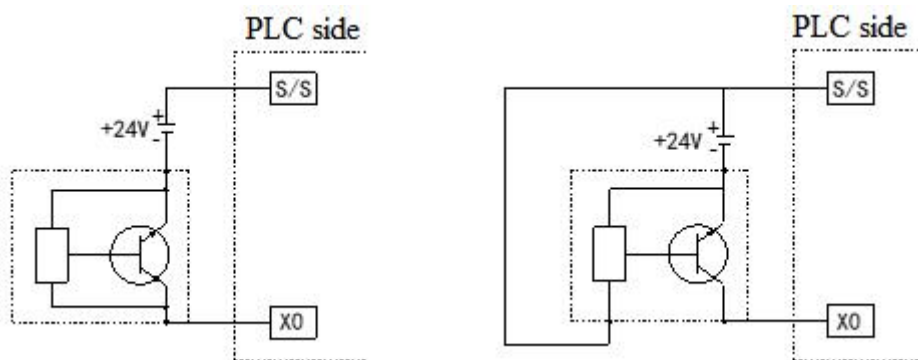 PLC side
S/S
+
+24V
-
X0
PLC side
S/S
+
+24V
-
X0